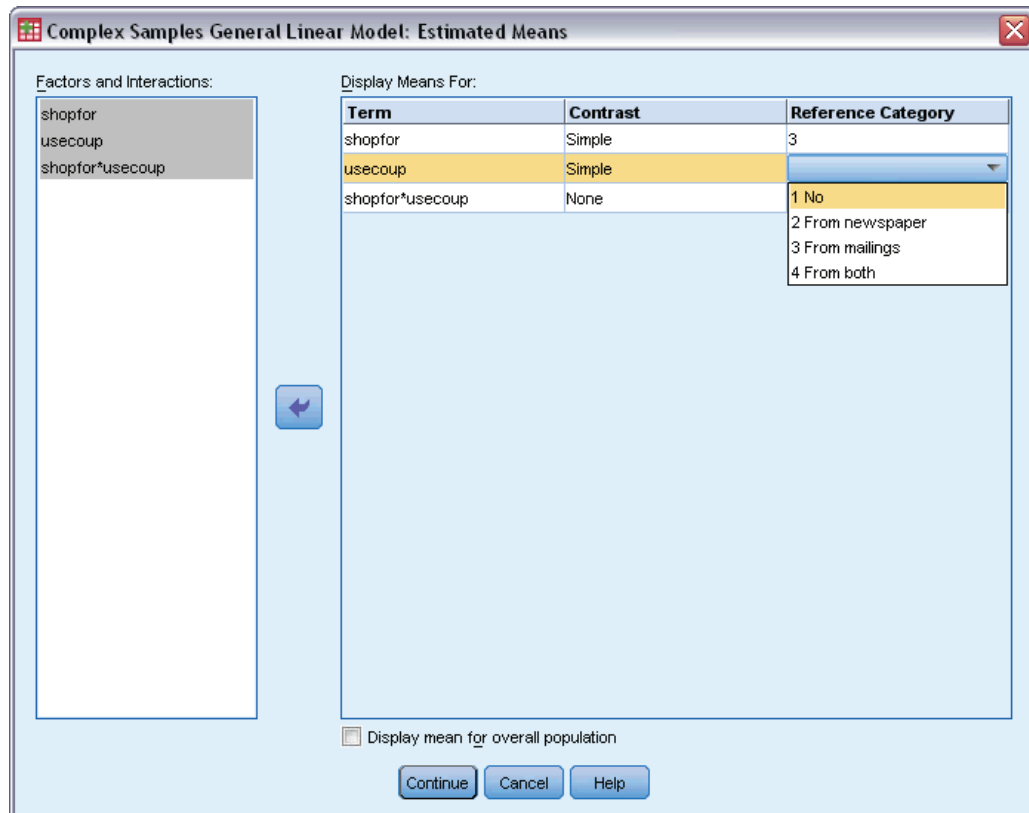 Complex Samples General Linear Model: Estimated Means
Factors and Interactions:
shopfor
usecoup
shopfor*usecoup
Display Means For:
Term Contrast Reference Category
shopfor Simple 3
usecoup Simple
shopfor*usecoup None
1 No
2 From newspaper
3 From mailings
4 From both
Display mean for overall population
Continue Cancel Help